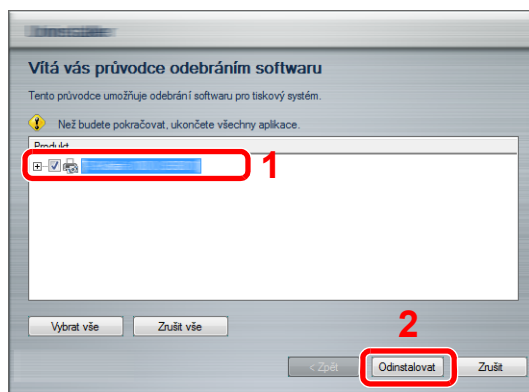 Vítá vás průvodce odebráním softwaru
Tento průvodce umožňuje odebrání softwaru pro tiskový systém.
Než budete pokračovat, ukončete všechny aplikace.
Produkt
1
Vybrat vše
Zrušit vše
2
< Zpět
Odinstalovat
Zrušit